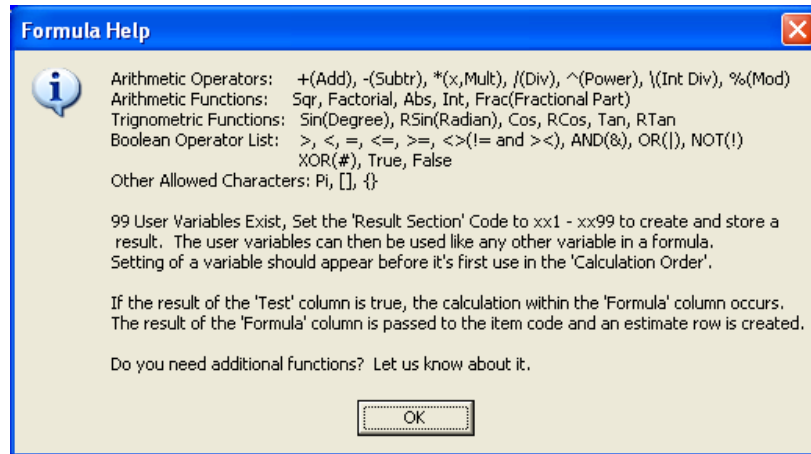 Formula Help
Arithmetic Operators: +(Add), -(Subtr), *(x,Mult), /(Div), ^(Power), \(Int Div), %(Mod)
Arithmetic Functions: Sqr, Factorial, Abs, Int, Frac(Fractional Part)
Trignometric Functions: Sin(Degree), RSin(Radian), Cos, RCos, Tan, RTan
Boolean Operator List: >, <, =, <=, >=, <>(!= and ><), AND(&), OR(|), NOT(!)
XOR(#), True, False
Other Allowed Characters: Pi, [], {}
99 User Variables Exist, Set the 'Result Section' Code to xx1 - xx99 to create and store a
result. The user variables can then be used like any other variable in a formula.
Setting of a variable should appear before it's first use in the 'Calculation Order'.
If the result of the 'Test' column is true, the calculation within the 'Formula' column occurs.
The result of the 'Formula' column is passed to the item code and an estimate row is created.
Do you need additional functions? Let us know about it.
OK